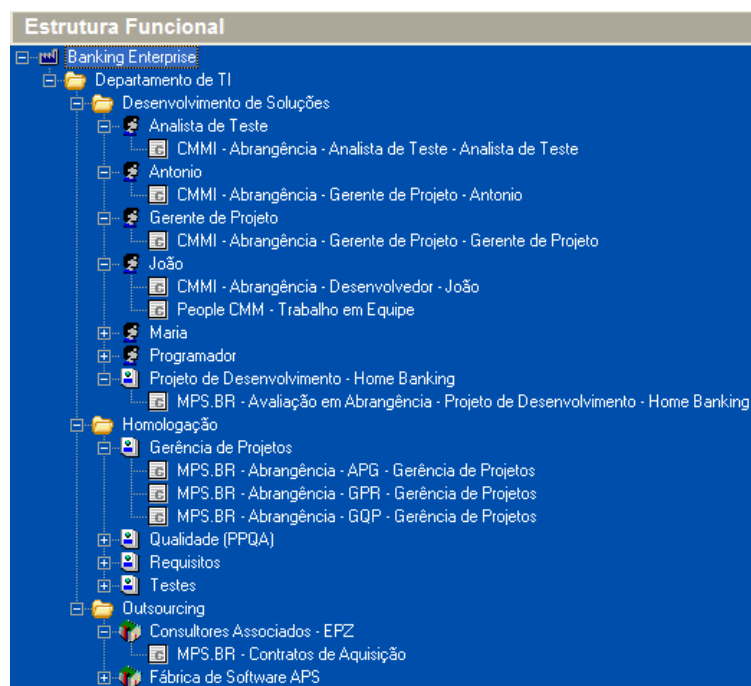 Estrutura Funcional
Banking Enterprise
Departamento de TI
Desenvolvimento de Soluções
Analista de Teste
CMMI - Abrangência - Analista de Teste - Analista de Teste
Antonio
CMMI - Abrangência - Gerente de Projeto - Antonio
Gerente de Projeto
CMMI - Abrangência - Gerente de Projeto - Gerente de Projeto
João
CMMI - Abrangência - Desenvolvedor - João
People CMM - Trabalho em Equipe
Maria
Programador
Projeto de Desenvolvimento - Home Banking
MPS.BR - Avaliação em Abrangência - Projeto de Desenvolvimento - Home Banking
Homologação
Gerência de Projetos
MPS.BR - Abrangência - APG - Gerência de Projetos
MPS.BR - Abrangência - GPR - Gerência de Projetos
MPS.BR - Abrangência - GQP - Gerência de Projetos
Qualidade (PPQA)
Requisitos
Testes
Outsourcing
Consultores Associados - EPZ
MPS.BR - Contratos de Aquisição
Fábrica de Software APS